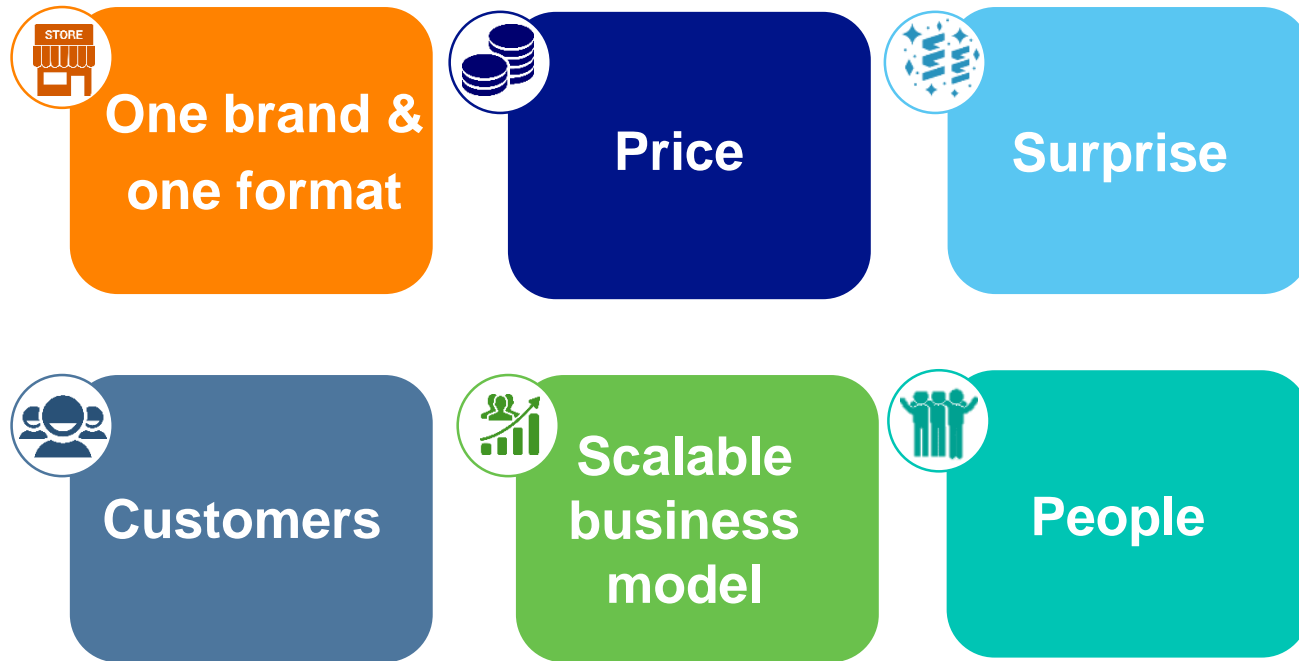 STORE
One brand &
one format
Price
Surprise
Customers
Scalable
business
model
People